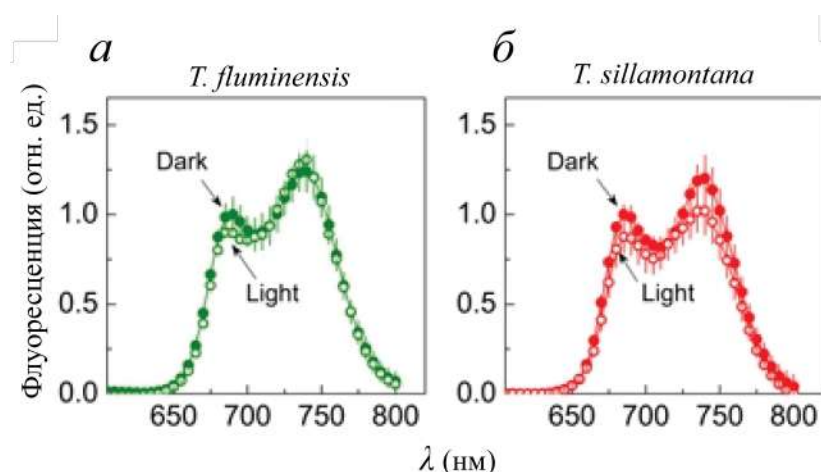 а б
T. fluminensis T. sillamontana
Флуоресценция (отн. ед.)
1.5 1.5
Dark Dark
1.0 1.0
Light Light
0.5 0.5
0.0 0.0
650 700 750 800 650 700 750 800
λ (нм)